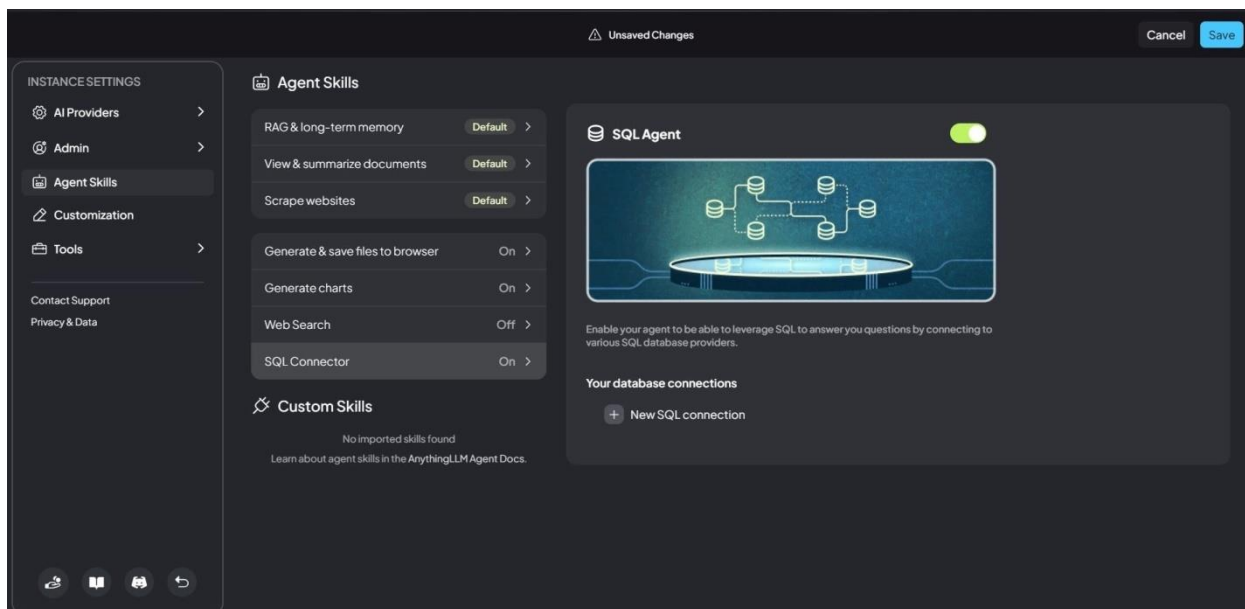 Unsaved Changes
Cancel
Save
INSTANCE SETTINGS
AI Providers
Admin
Agent Skills
Customization
Tools
Contact Support
Privacy & Data
Agent Skills
RAG & long-term memory Default
View & summarize documents Default
Scrape websites Default
Generate & save files to browser On
Generate charts On
Web Search Off
SQL Connector On
Custom Skills
No imported skills found
Learn about agent skills in the AnythingLLM Agent Docs.
SQL Agent
Enable your agent to be able to leverage SQL to answer you questions by connecting to
various SQL database providers.
Your database connections
New SQL connection